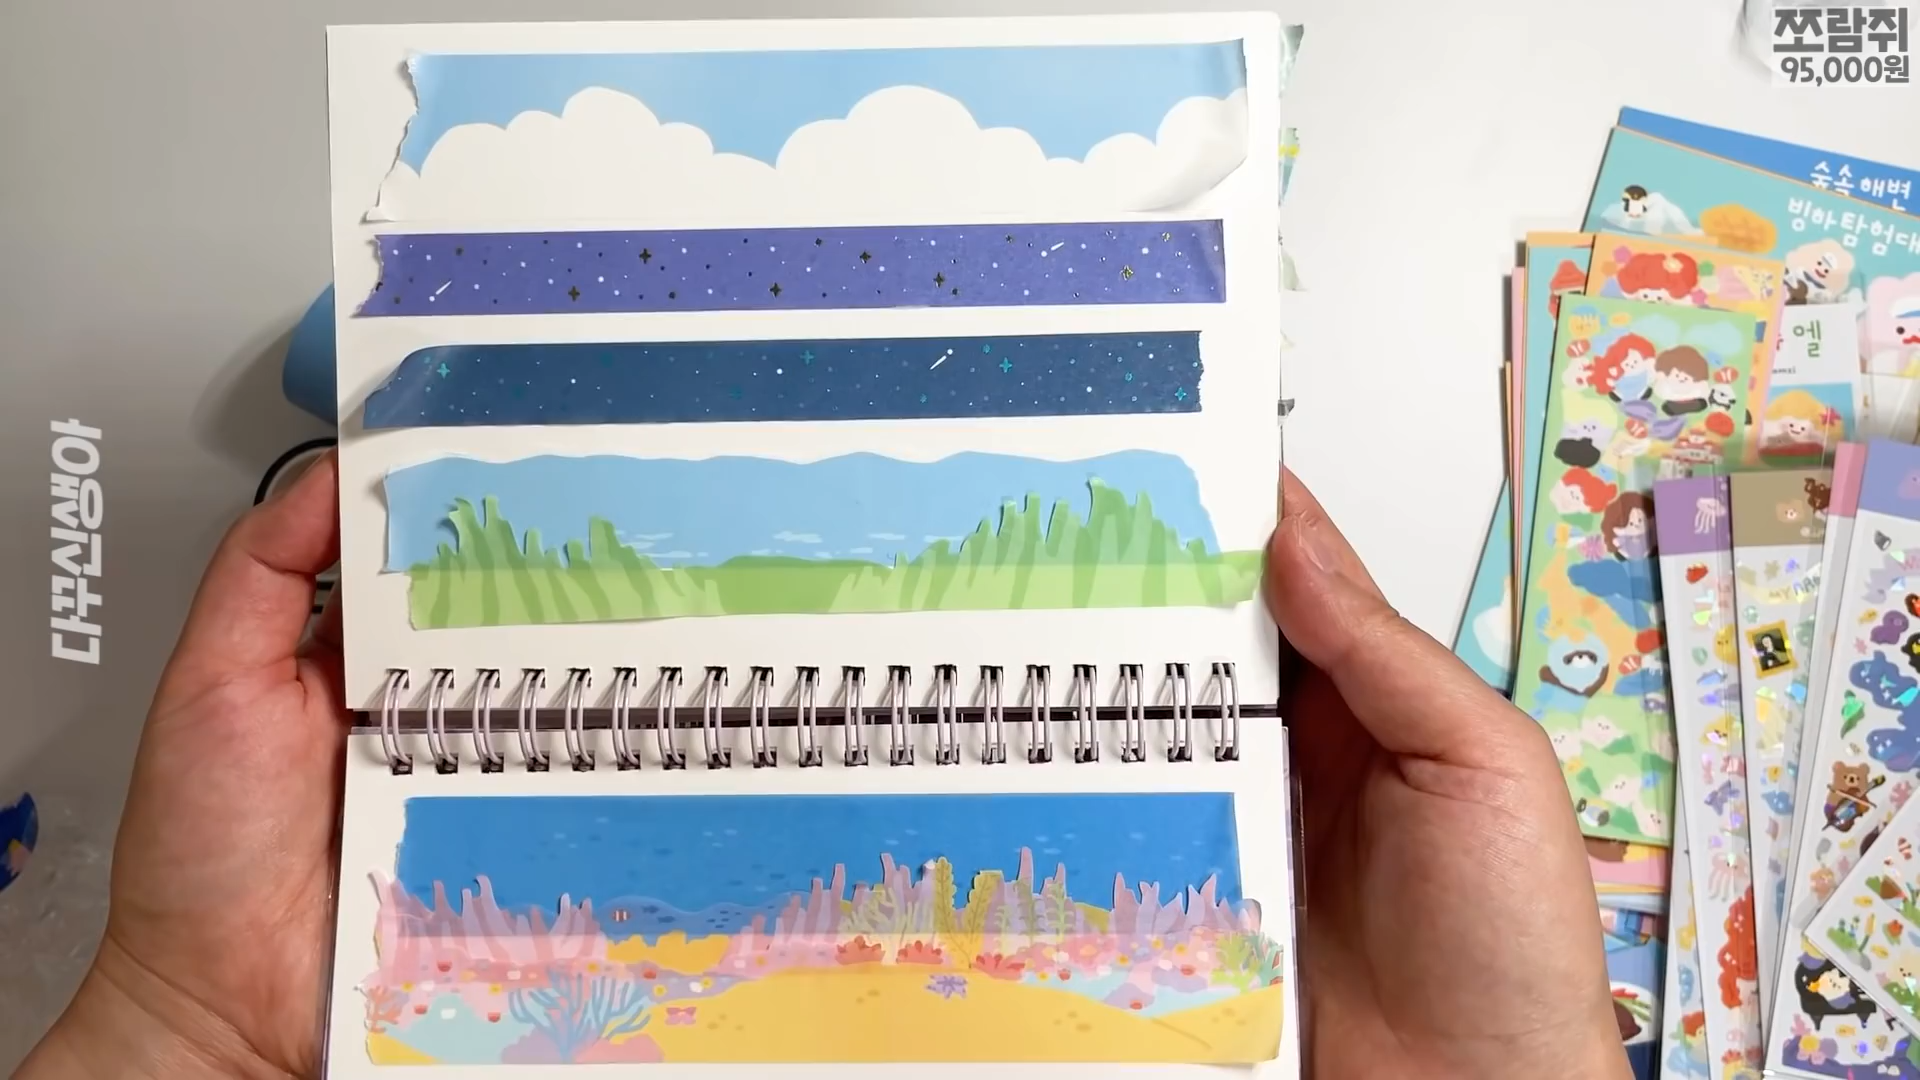 쪼람쥐
95,000원
숲속해변
빙하탐험대
엘
다꾸신생아